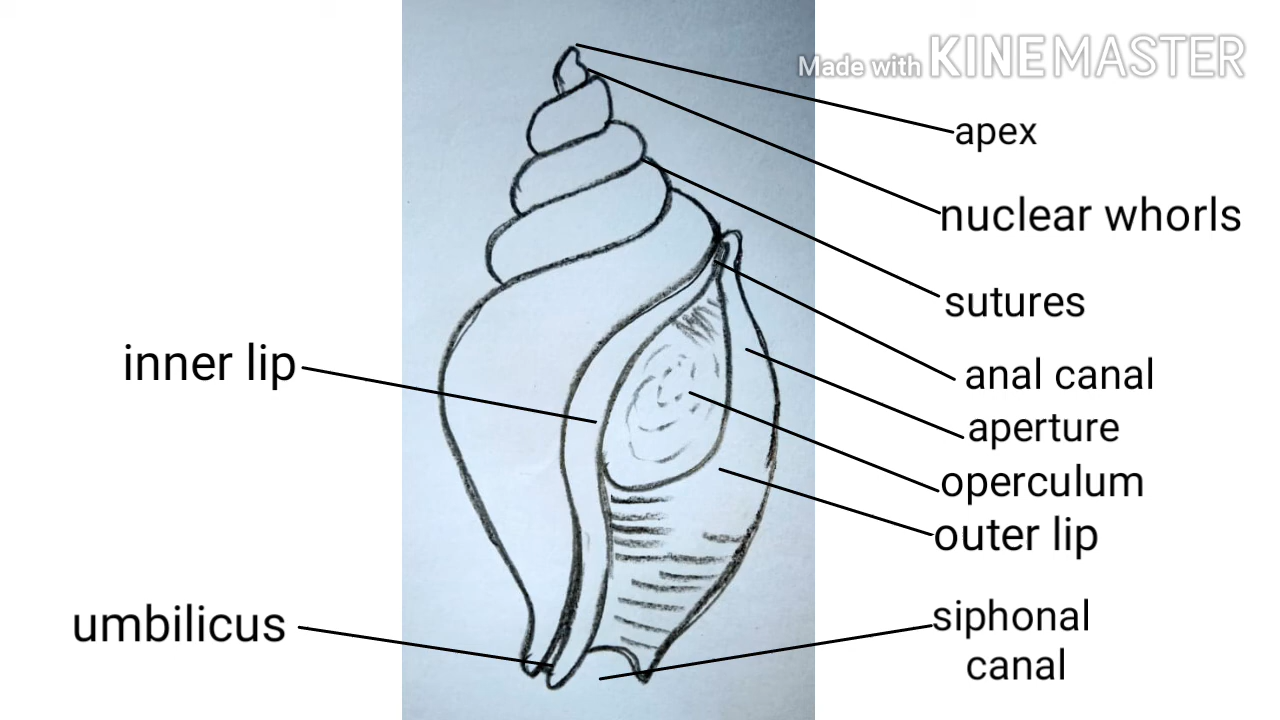 Made with KINEMASTER
apex
nuclear whorls
sutures
inner lip
anal canal
aperture
operculum
outer lip
umbilicus
siphonal
canal